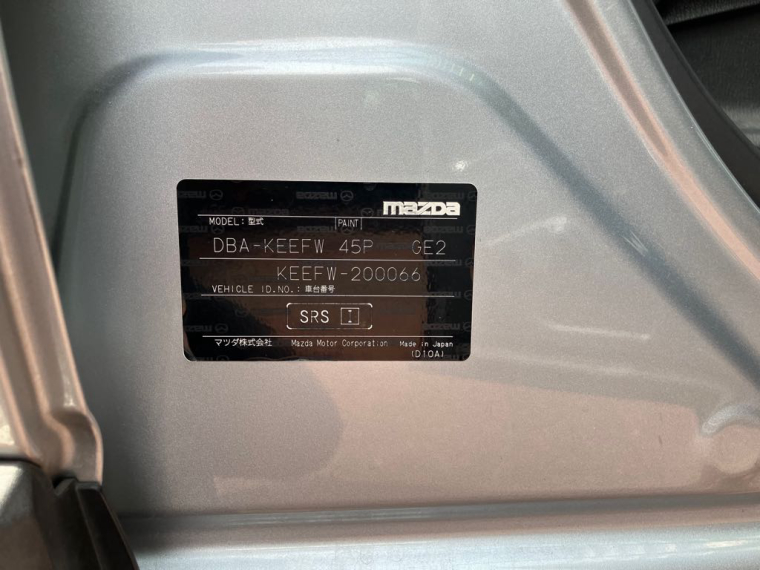 mazda
MODEL: 型式 PAINT
DBA-KEEFW 45P GE2
KEEFW-200066
VEHICLE ID.NO.: 車台番号
SRS
マツダ株式会社 Mazda Motor Corporation Made in Japan
(D10A)